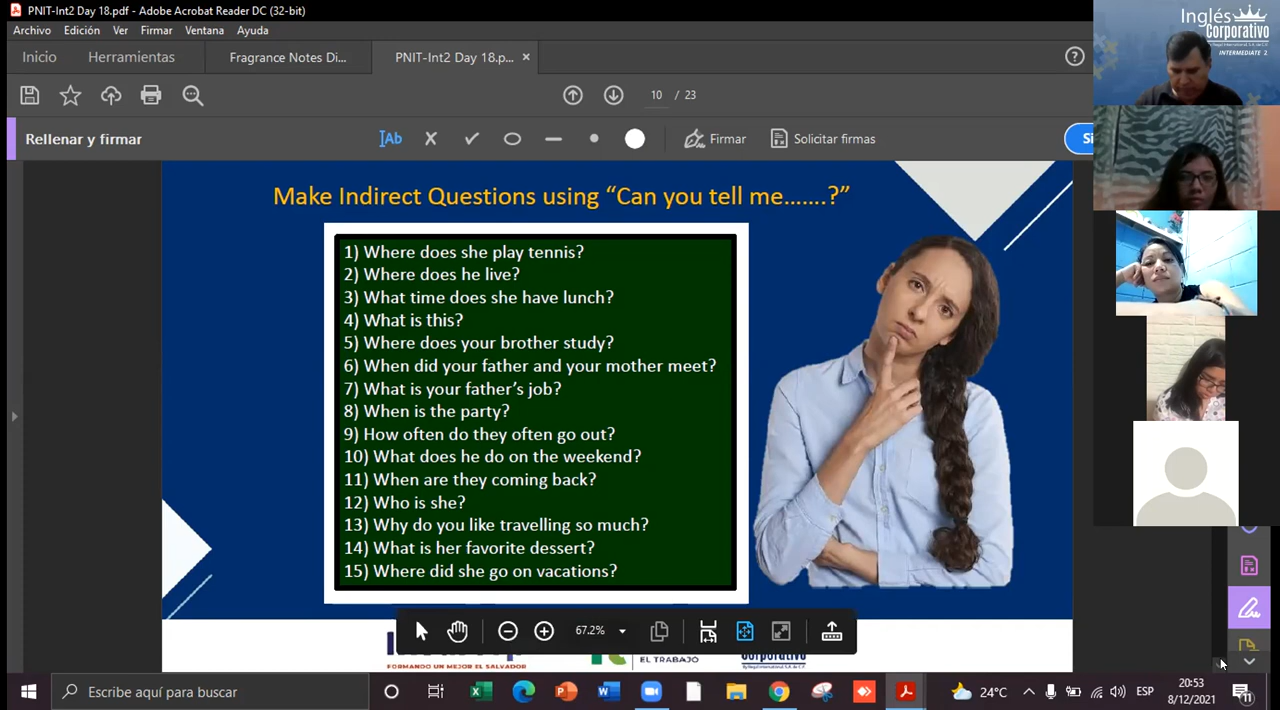 PNIT-Int2 Day 18.pdf - Adobe Acrobat Reader DC (32-bit)
Archivo Edición Ver Firmar Ventana Ayuda
Inicio Herramientas Fragrance Notes Di... PNIT-Int2 Day 18.p... ×
10 / 23
Rellenar y firmar
Ab
Firmar
Solicitar firmas
Inglés
Corporativo
INTERMEDIATE 2
Make Indirect Questions using “Can you tell me…….?”
1) Where does she play tennis?
2) Where does he live?
3) What time does she have lunch?
4) What is this?
5) Where does your brother study?
6) When did your father and your mother meet?
7) What is your father’s job?
8) When is the party?
9) How often do they often go out?
10) What does he do on the weekend?
11) When are they coming back?
12) Who is she?
13) Why do you like travelling so much?
14) What is her favorite dessert?
15) Where did she go on vacations?
67.2%
FORMANDO UN MEJOR EL SALVADOR
EL TRABAJO
Corporativo
Escribe aquí para buscar
24°C
ESP
20:53
8/12/2021
11